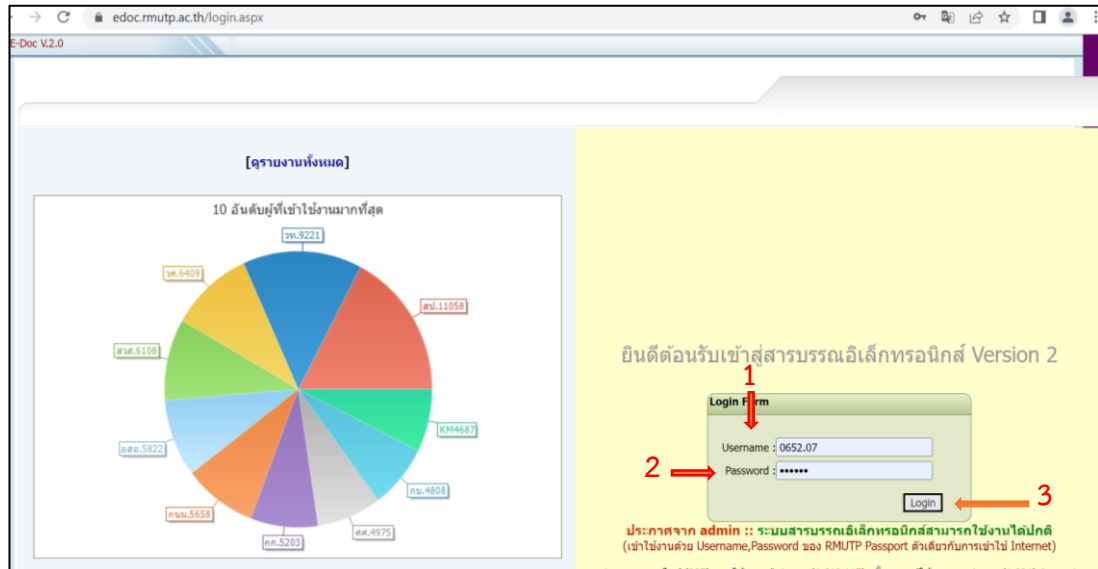 edoc.rmutp.ac.th/login.aspx
E-Doc V.2.0
[ดูรายงานทั้งหมด]
10 อันดับผู้ที่เข้าใช้งานมากที่สุด
วท.9221
วศ.6409
สป.11058
สวส.6108
KM4687
อสอ.5822
กบ.4808
กนผ.5658
ศศ.4975
กก.5203
ยินดีต้อนรับเข้าสู่สารบรรณอิเล็กทรอนิกส์ Version 2
1
Login Form
Username : 0652.07
2
Password : ••••••
Login
3
ประกาศจาก admin :: ระบบสารบรรณอิเล็กทรอนิกส์สามารถใช้งานได้ปกติ
(เข้าใช้งานด้วย Username,Password ของ RMUTP Passport ตัวเดียวกับการเข้าใช้ Internet)